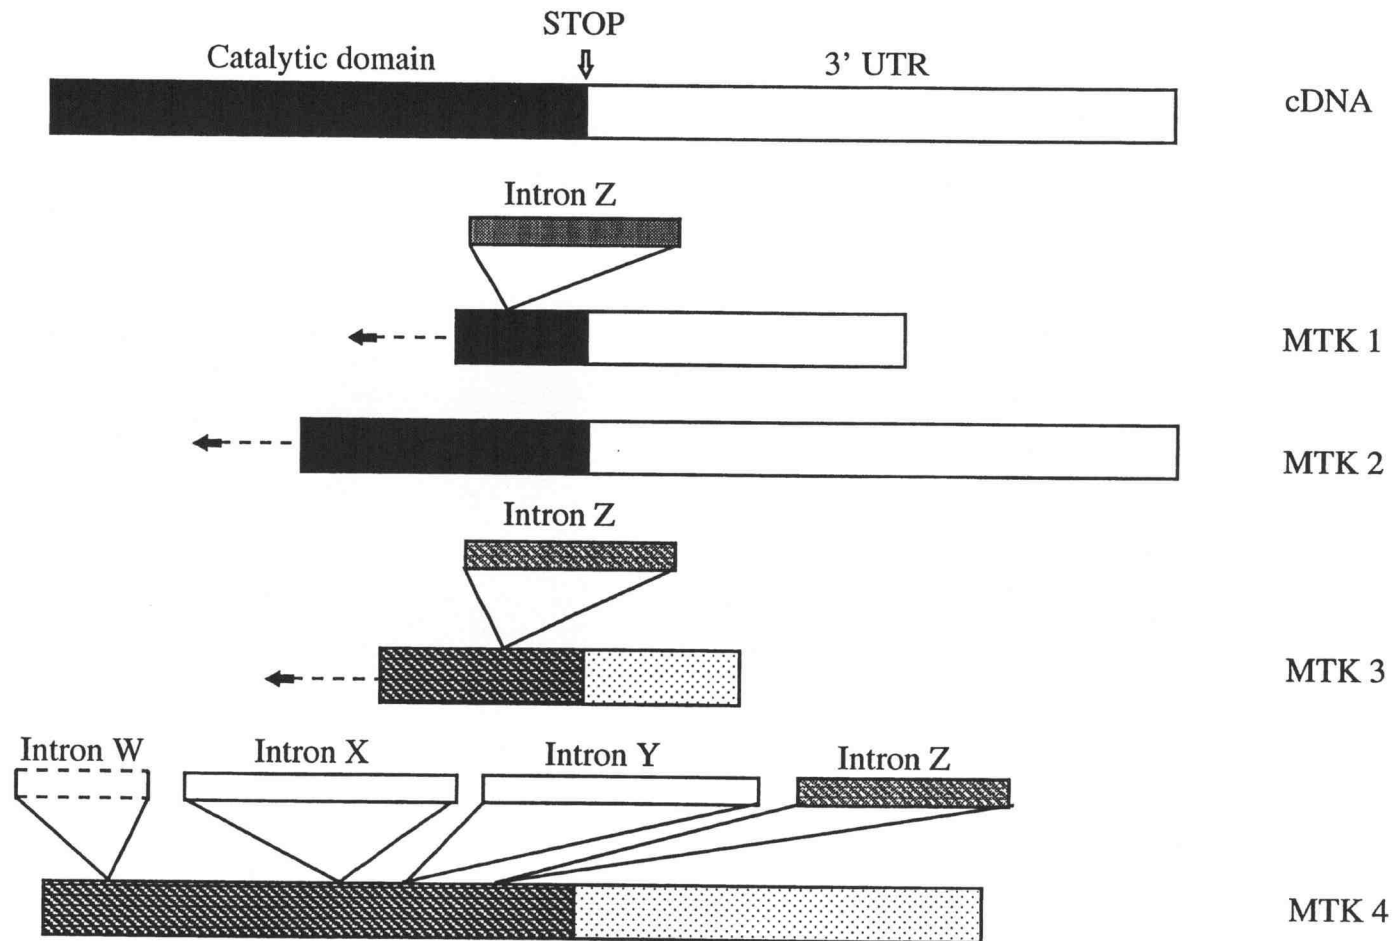 STOP
Catalytic domain
3’ UTR
cDNA
Intron Z
MTK 1
MTK 2
Intron Z
MTK 3
Intron W
Intron X
Intron Y
Intron Z
MTK 4